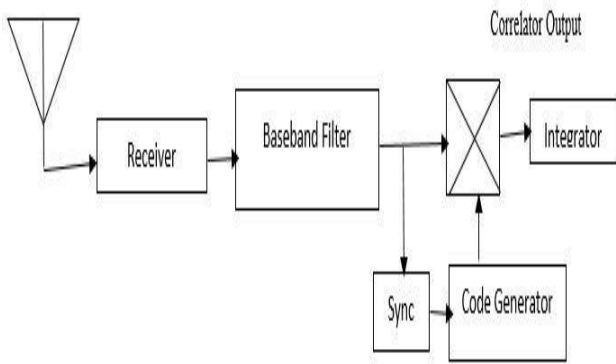 Correlator Output
Baseband Filter
Receiver
Integrator
Sync
Code Generator